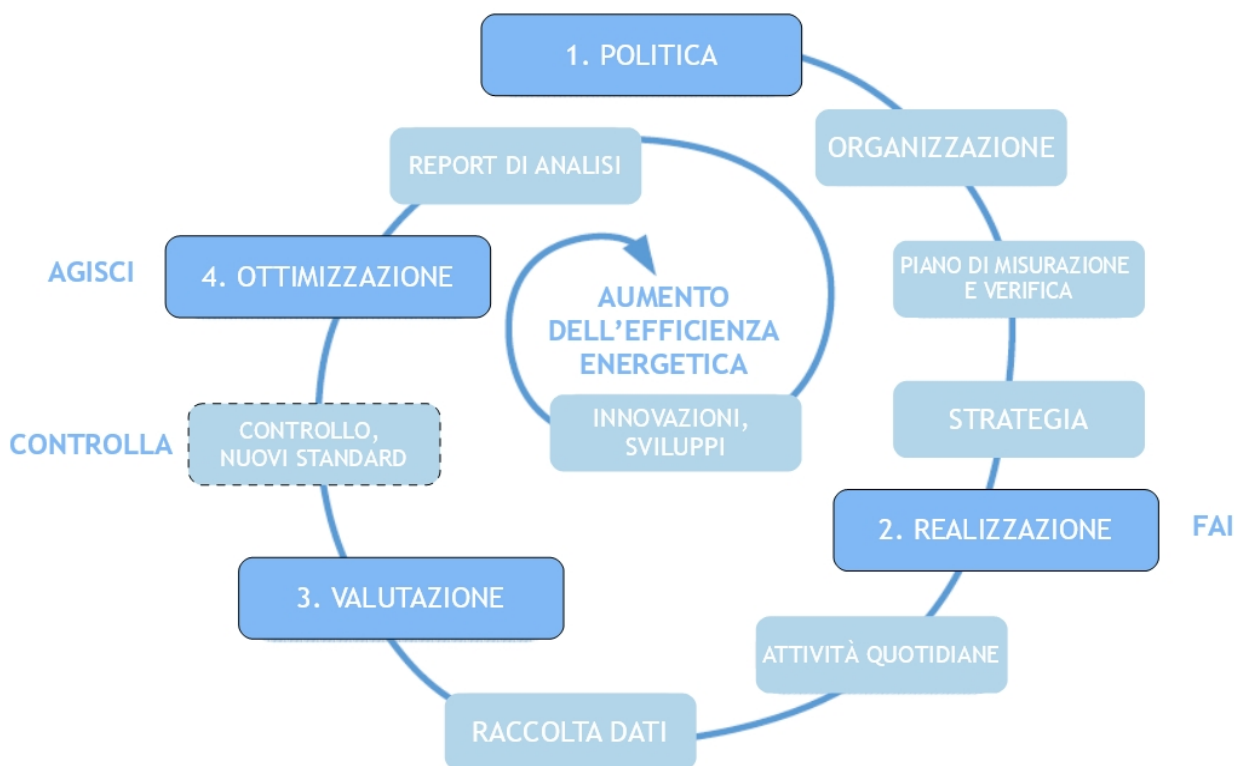 1. POLITICA
ORGANIZZAZIONE
PIANO DI MISURAZIONE
E VERIFICA
STRATEGIA
2. REALIZZAZIONE
FAI
ATTIVITÀ QUOTIDIANE
RACCOLTA DATI
3. VALUTAZIONE
CONTROLLA
CONTROLLO,
NUOVI STANDARD
AGISCI
4. OTTIMIZZAZIONE
REPORT DI ANALISI
INNOVAZIONI,
SVILUPPI
AUMENTO
DELL’EFFICIENZA
ENERGETICA